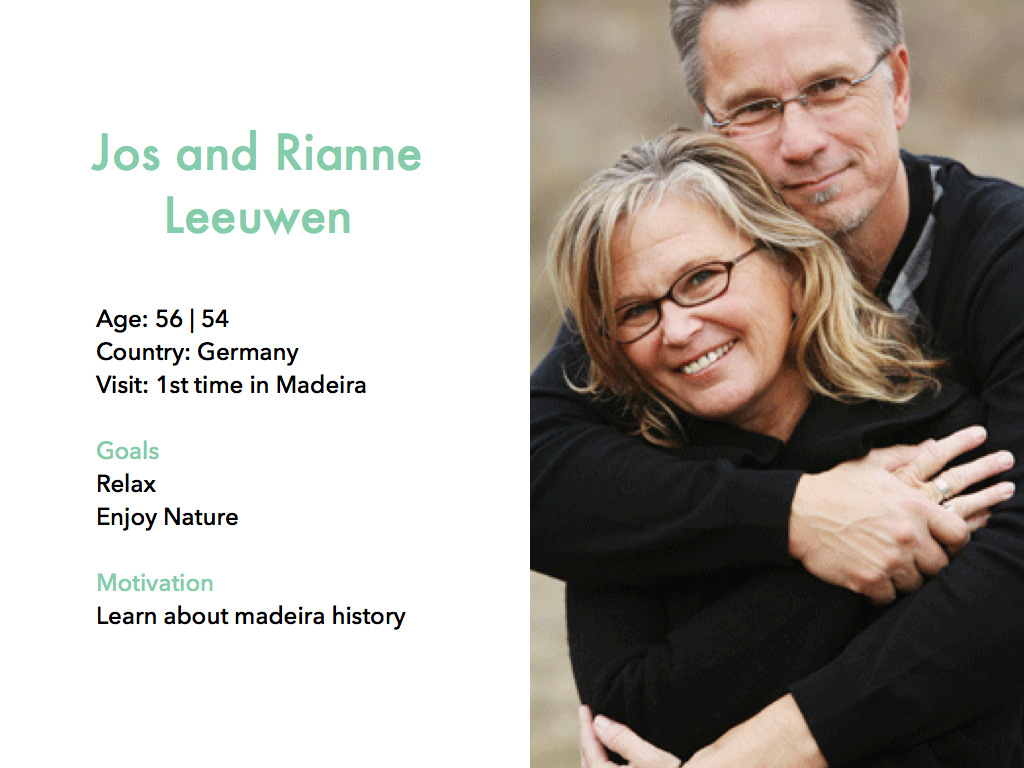 Jos and Rianne
Leeuwen
Age: 56 | 54
Country: Germany
Visit: 1st time in Madeira
Goals
Relax
Enjoy Nature
Motivation
Learn about madeira history